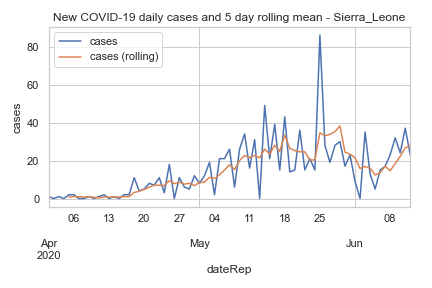 New COVID-19 daily cases and 5 day rolling mean - Sierra_Leone
cases
cases (rolling)
80
60
40
20
0
cases
06 13 20 27 04 11 18 25 08
Apr May Jun
2020
dateRep